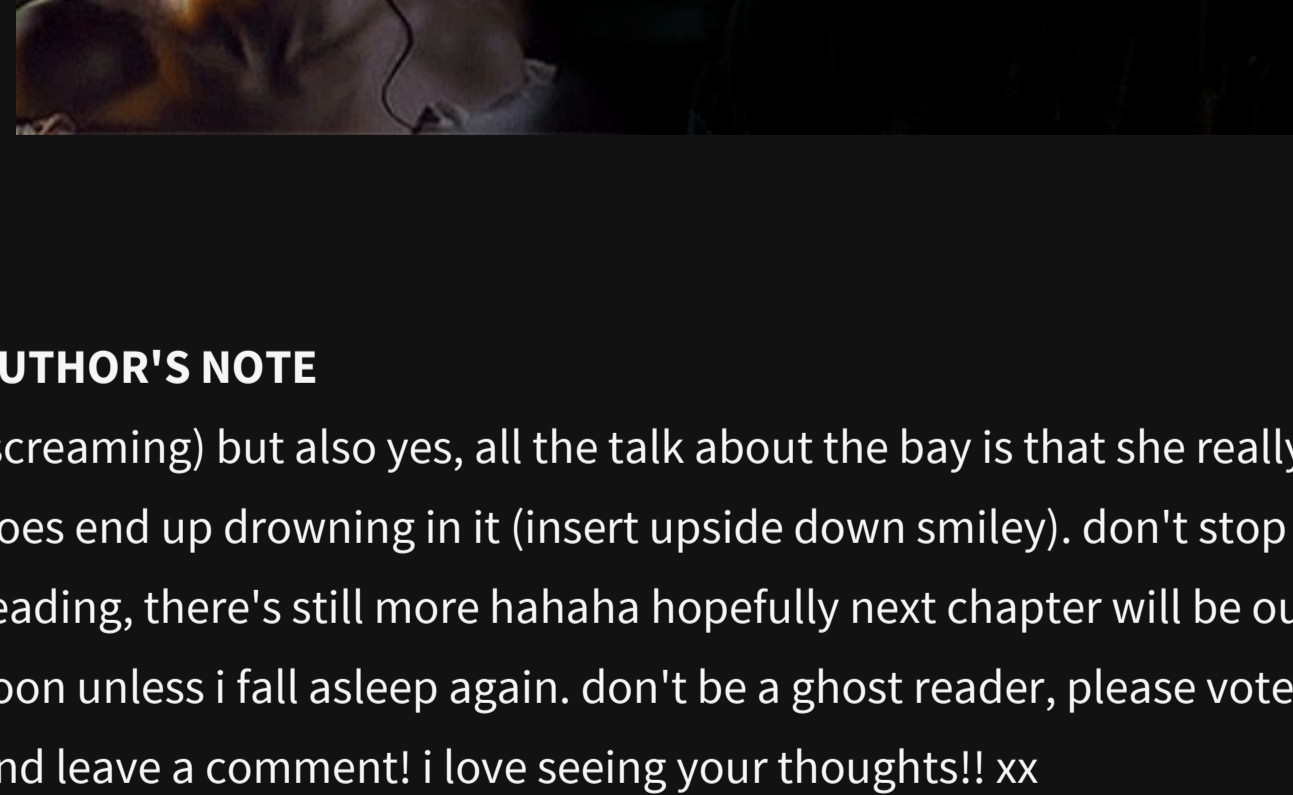 UTHOR'S NOTE
screaming) but also yes, all the talk about the bay is that she really
oes end up drowning in it (insert upside down smiley). don't stop
eading, there's still more hahaha hopefully next chapter will be ou
oon unless i fall asleep again. don't be a ghost reader, please vote
nd leave a comment! i love seeing your thoughts!! xx